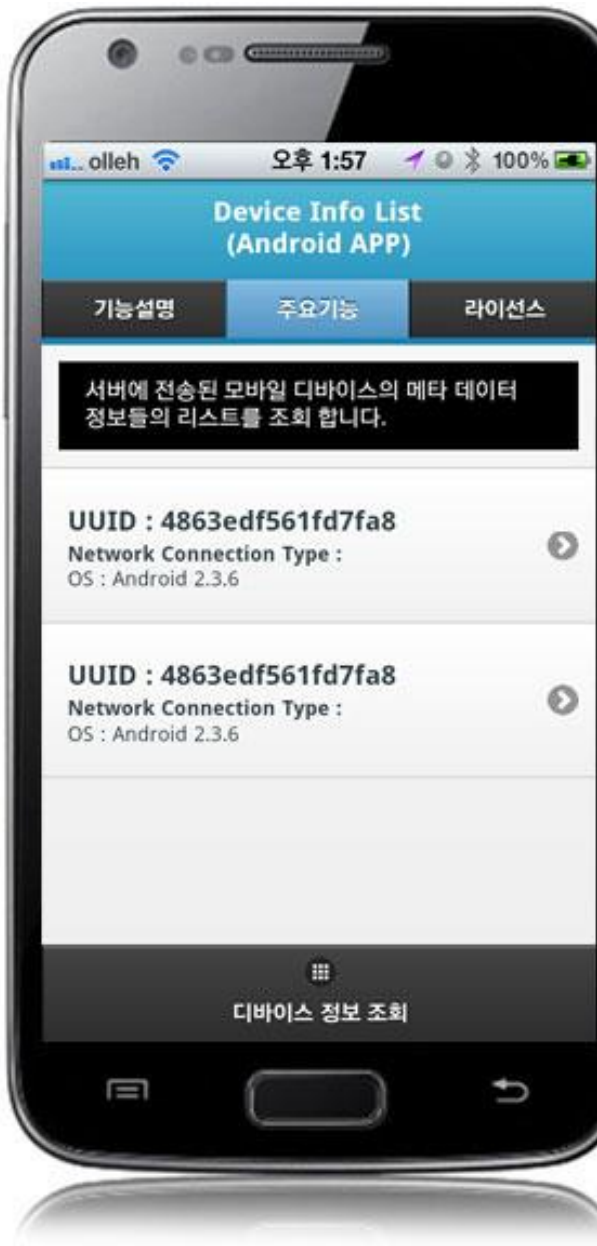 olleh 오후 1:57 100%
Device Info List
(Android APP)
기능설명 주요기능 라이선스
서버에 전송된 모바일 디바이스의 메타 데이터
정보들의 리스트를 조회 합니다.
UUID : 4863edf561fd7fa8
Network Connection Type :
OS : Android 2.3.6
UUID : 4863edf561fd7fa8
Network Connection Type :
OS : Android 2.3.6
디바이스 정보 조회